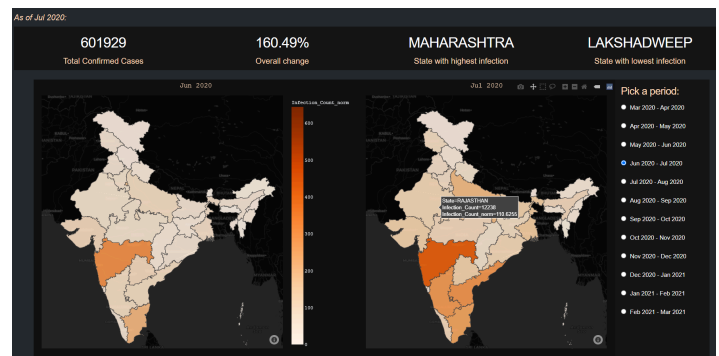 As of Jul 2020:
601929
160.49%
MAHARASHTRA
LAKSHADWEEP
Total Confirmed Cases
Overall change
State with highest infection
State with lowest infection
Jun 2020
Jul 2020
Pick a period:
Infection_Count_norm
600
500
400
300
200
100
0
State=RAJASTHAN
Infection_Count=12238
Infection_Count_norm=110.6255
Mar 2020 - Apr 2020
Apr 2020 - May 2020
May 2020 - Jun 2020
Jun 2020 - Jul 2020
Jul 2020 - Aug 2020
Aug 2020 - Sep 2020
Sep 2020 - Oct 2020
Oct 2020 - Nov 2020
Nov 2020 - Dec 2020
Dec 2020 - Jan 2021
Jan 2021 - Feb 2021
Feb 2021 - Mar 2021